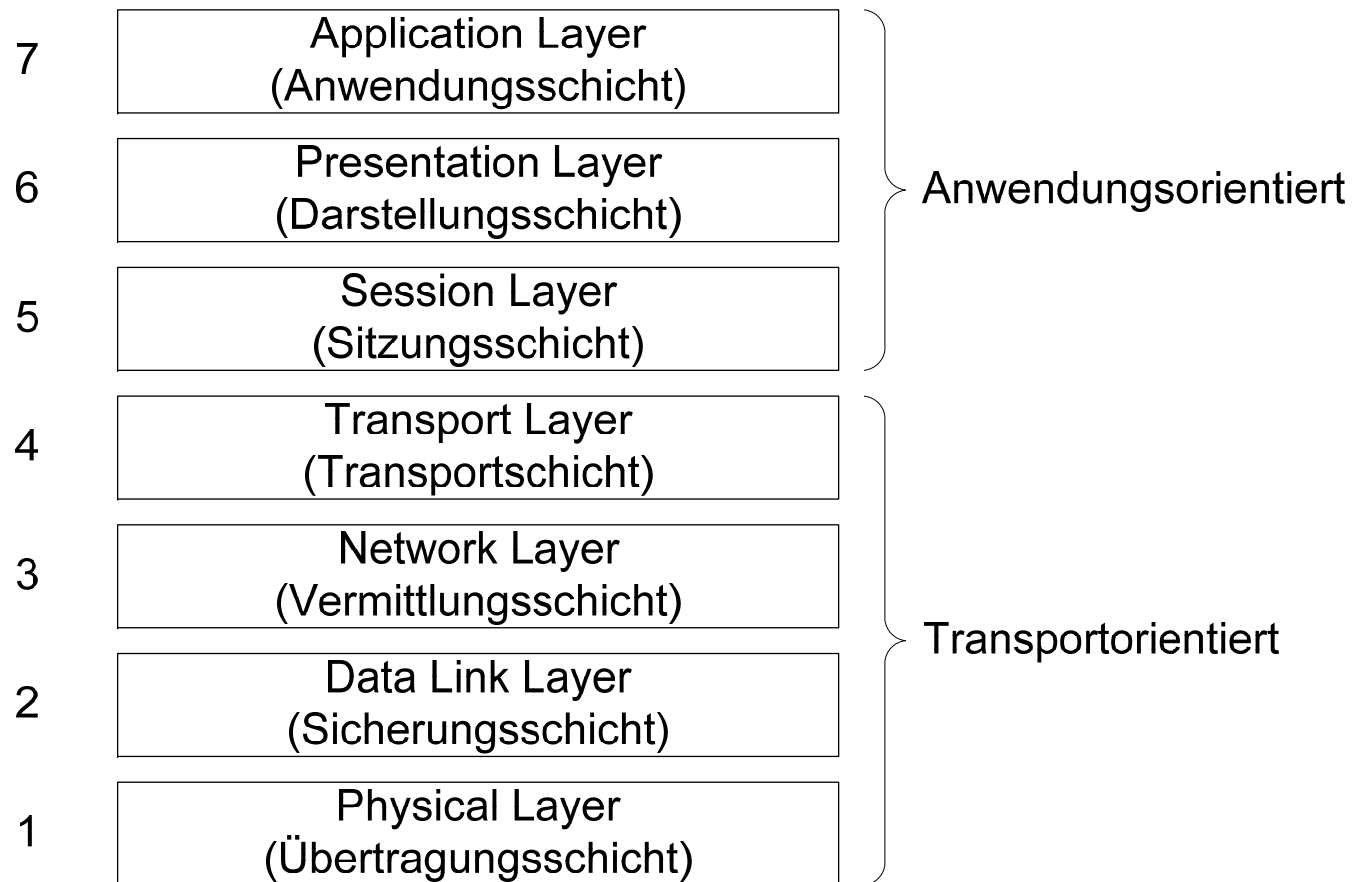 7
Application Layer
(Anwendungsschicht)
6
Presentation Layer
(Darstellungsschicht)
Anwendungsorientiert
5
Session Layer
(Sitzungsschicht)
4
Transport Layer
(Transportschicht)
3
Network Layer
(Vermittlungsschicht)
Transportorientiert
2
Data Link Layer
(Sicherungsschicht)
1
Physical Layer
(Übertragungsschicht)